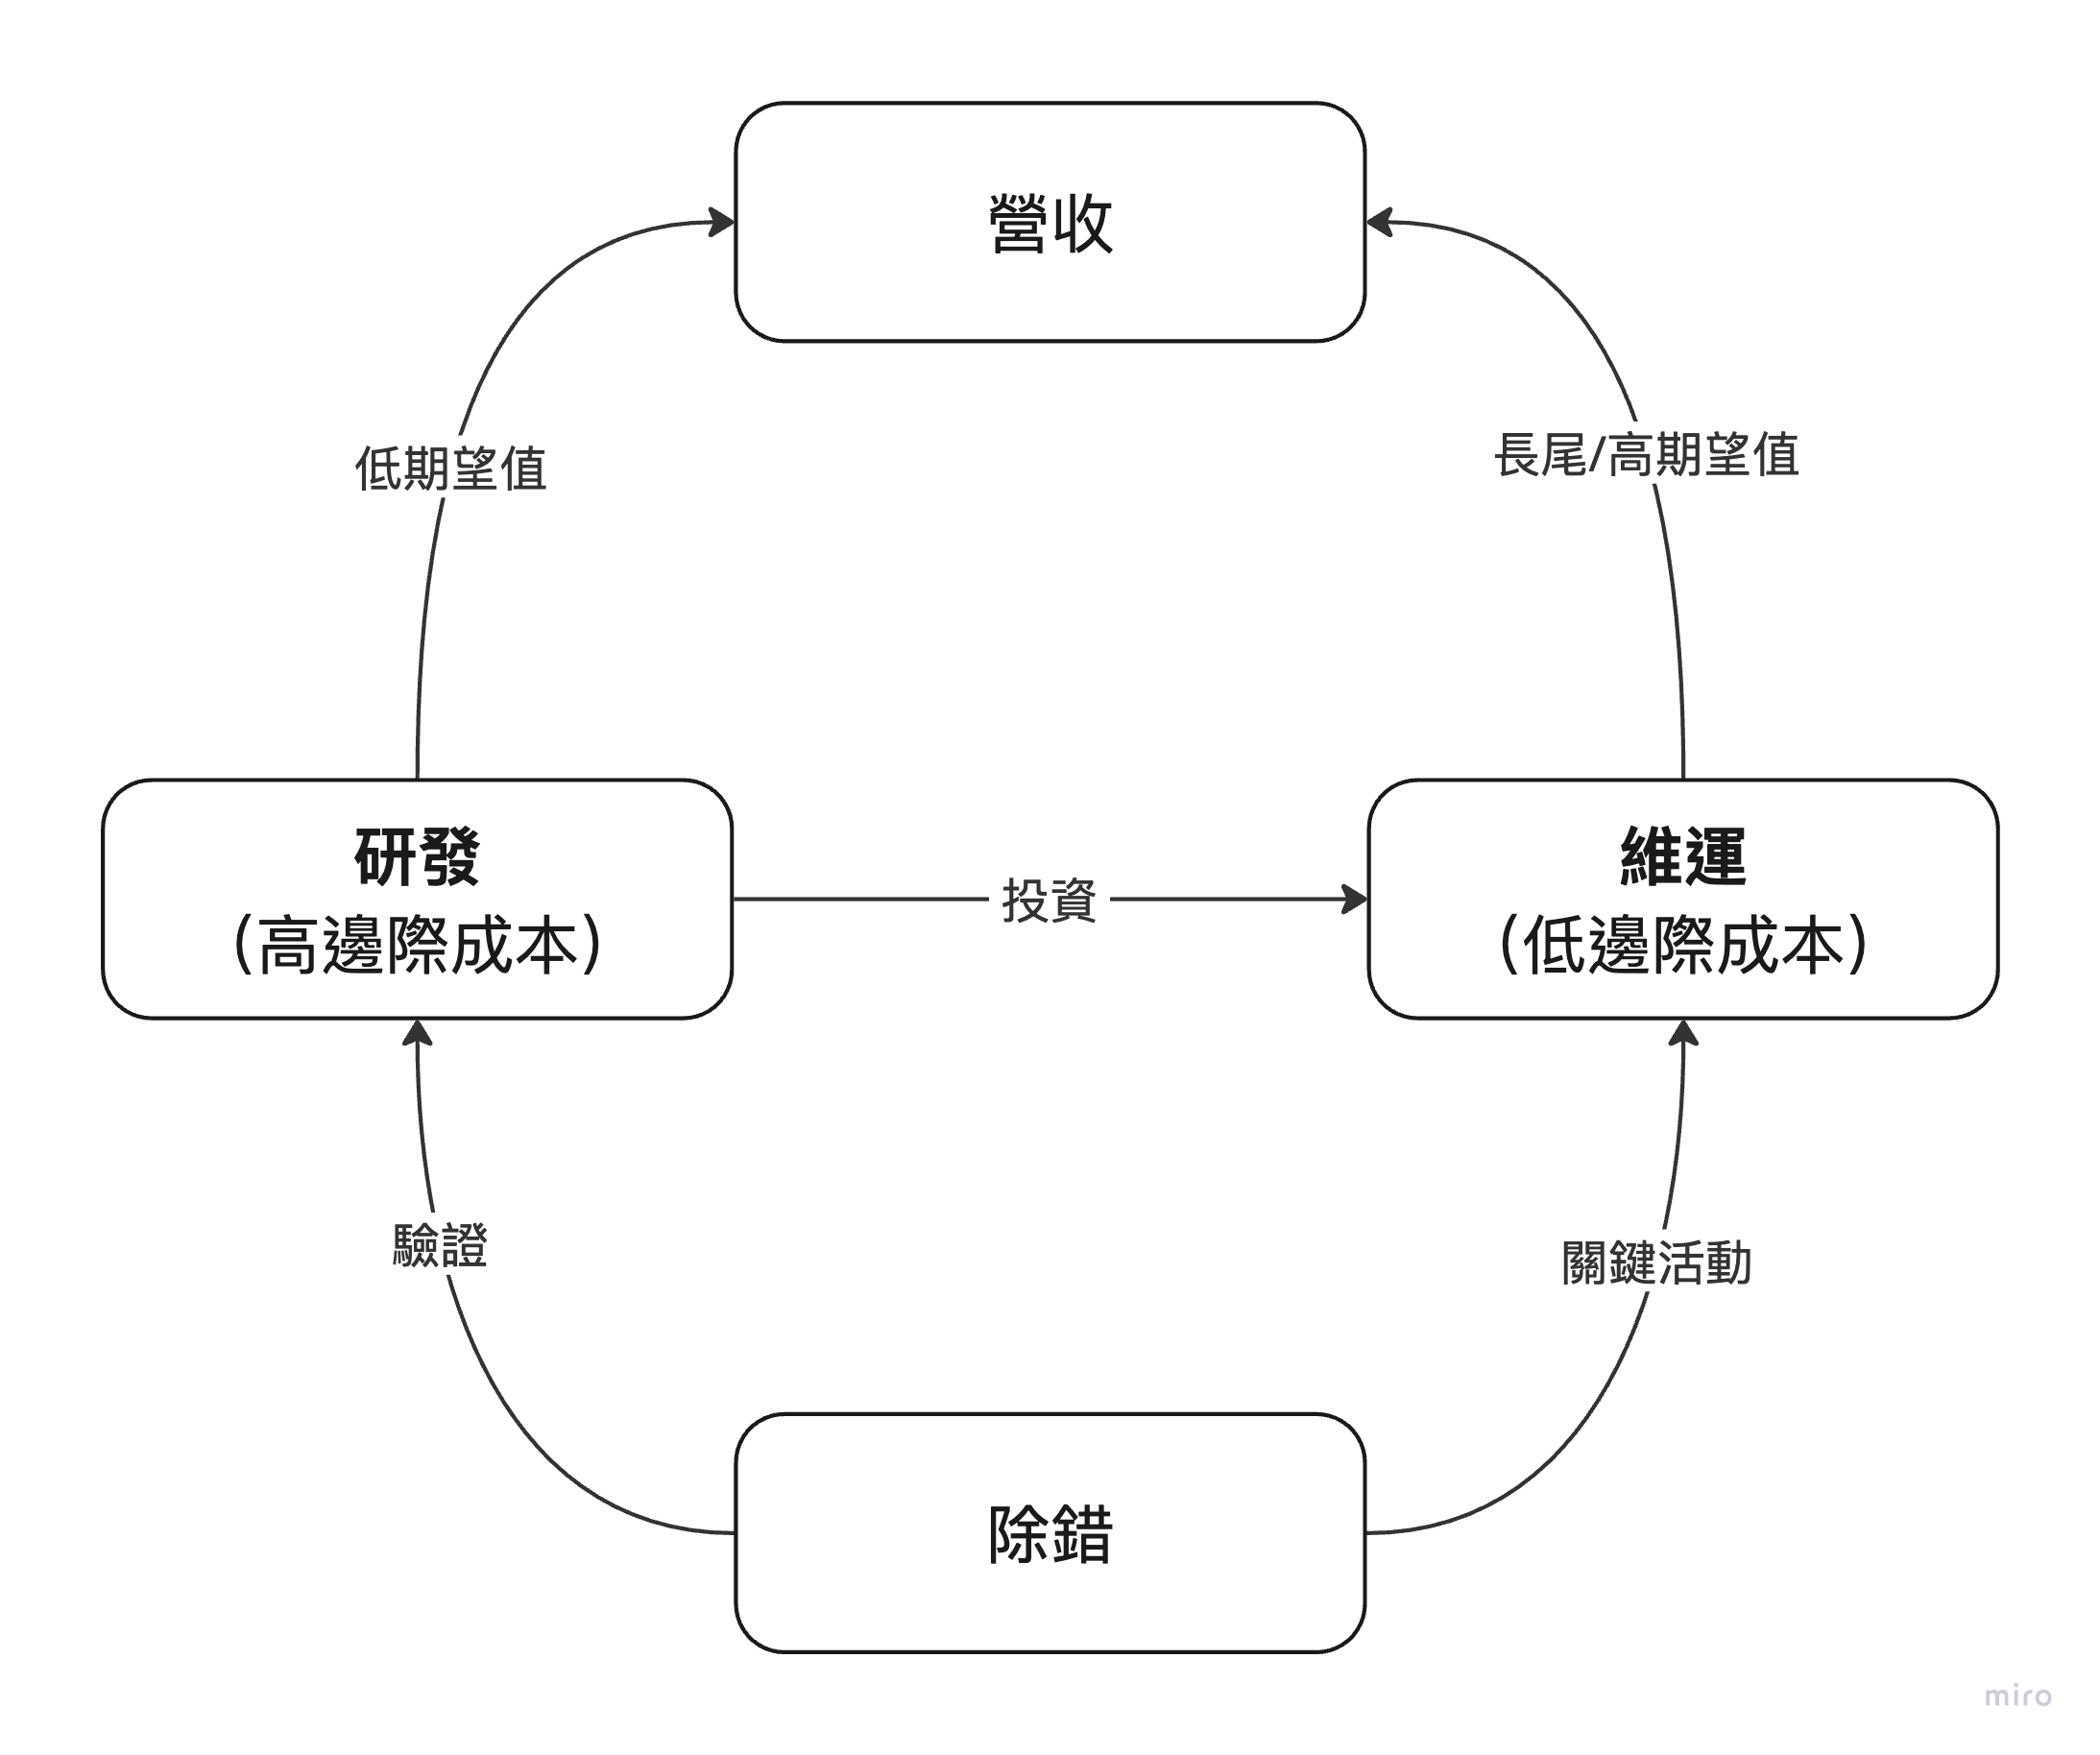 營收
低期望值
長尾/高期望值
研發
(高邊際成本)
投資
維運
(低邊際成本)
驗證
關鍵活動
除錯
miro